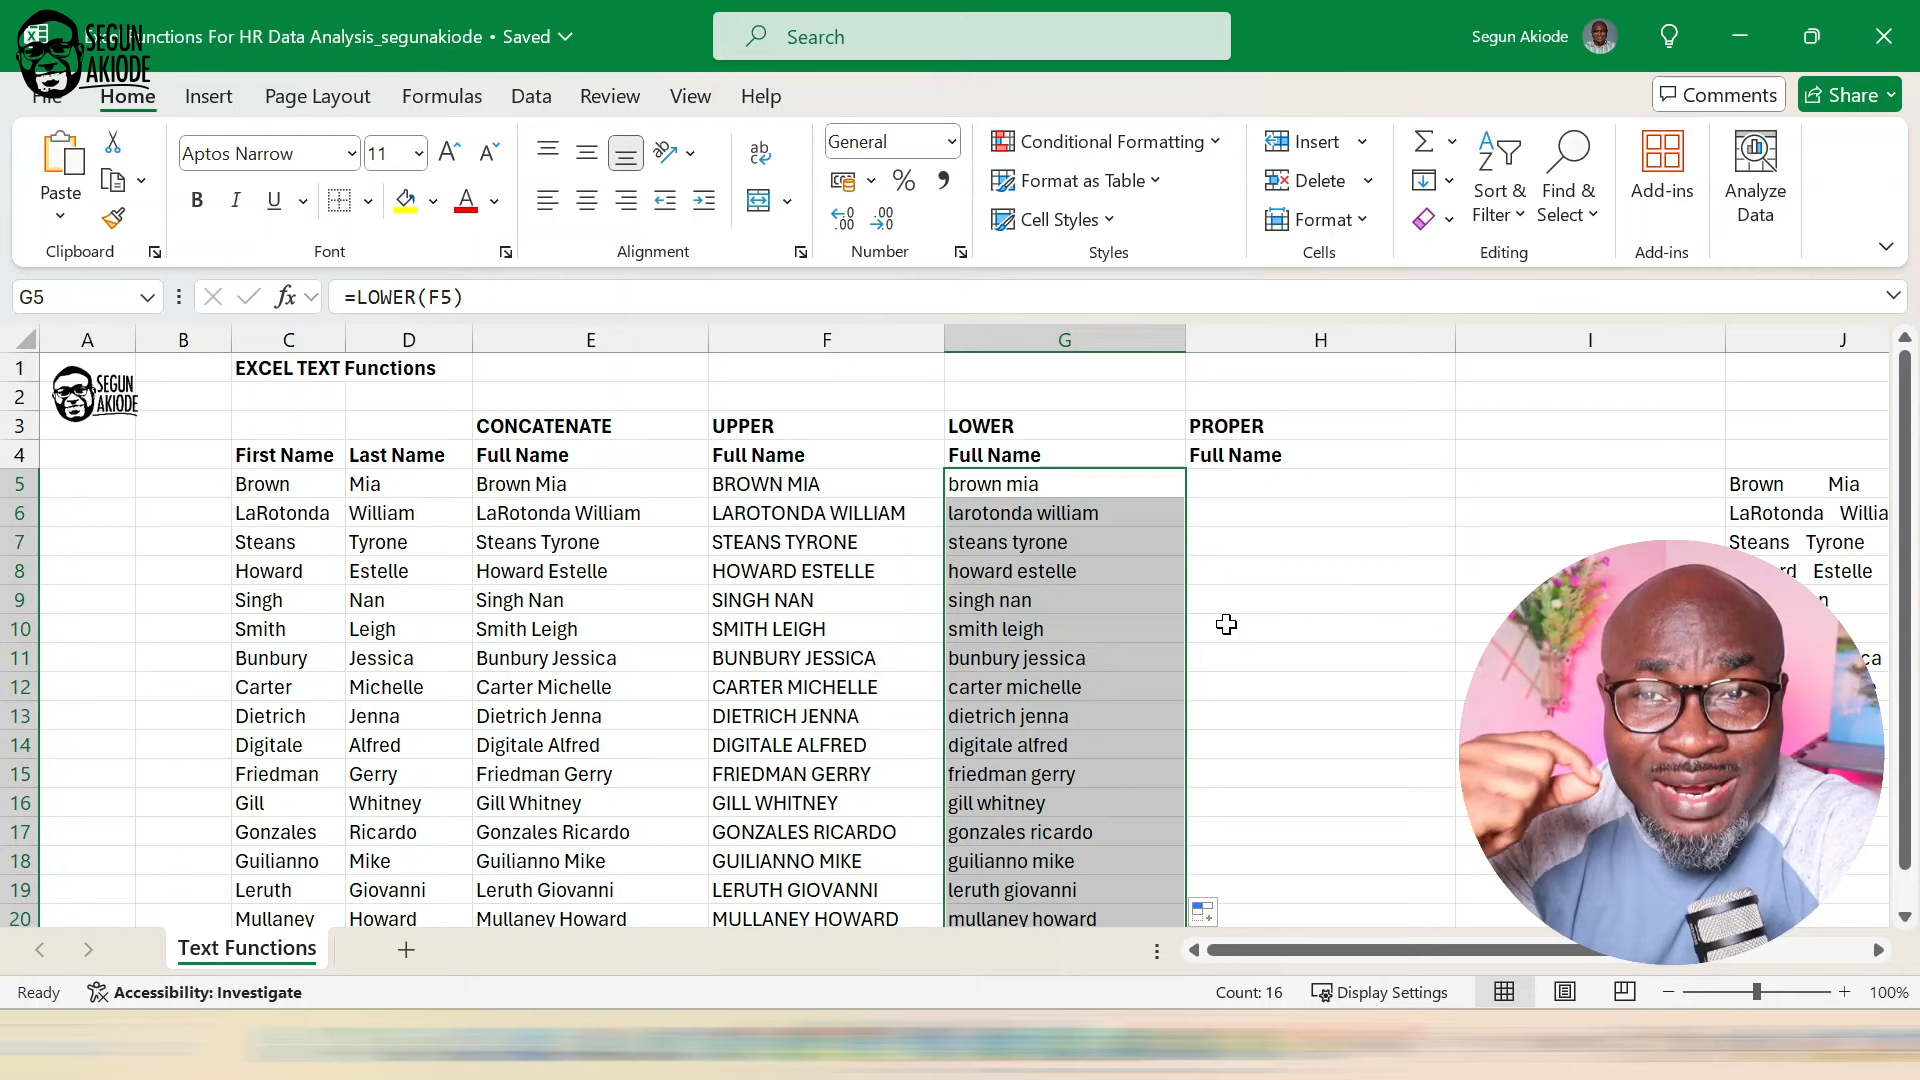 SEGUN
AKIODE
Functions For HR Data Analysis_segunakiode • Saved
Search
Segun Akiode
File
Home
Insert
Page Layout
Formulas
Data
Review
View
Help
Comments
Share
Paste
Clipboard
Aptos Narrow
11
B
I
U
Font
ab
Alignment
General
Number
Conditional Formatting
Format as Table
Cell Styles
Styles
Insert
Delete
Format
Cells
Sort &
Filter
Find &
Select
Editing
Add-ins
Add-ins
Analyze
Data
G5
fx
=LOWER(F5)
A B C D E F G H I J
1 EXCEL TEXT Functions
SEGUN
AKIODE
2
3 CONCATENATE UPPER LOWER PROPER
4 First Name Last Name Full Name Full Name Full Name Full Name
5 Brown Mia Brown Mia BROWN MIA brown mia Brown Mia
6 LaRotonda William LaRotonda William LAROTONDA WILLIAM larotonda william LaRotonda Willia
7 Steans Tyrone Steans Tyrone STEANS TYRONE steans tyrone Steans Tyrone
8 Howard Estelle Howard Estelle HOWARD ESTELLE howard estelle rd Estelle
9 Singh Nan Singh Nan SINGH NAN singh nan n
10 Smith Leigh Smith Leigh SMITH LEIGH smith leigh
11 Bunbury Jessica Bunbury Jessica BUNBURY JESSICA bunbury jessica ca
12 Carter Michelle Carter Michelle CARTER MICHELLE carter michelle
13 Dietrich Jenna Dietrich Jenna DIETRICH JENNA dietrich jenna
14 Digitale Alfred Digitale Alfred DIGITALE ALFRED digitale alfred
15 Friedman Gerry Friedman Gerry FRIEDMAN GERRY friedman gerry
16 Gill Whitney Gill Whitney GILL WHITNEY gill whitney
17 Gonzales Ricardo Gonzales Ricardo GONZALES RICARDO gonzales ricardo
18 Guilianno Mike Guilianno Mike GUILIANNO MIKE guilianno mike
19 Leruth Giovanni Leruth Giovanni LERUTH GIOVANNI leruth giovanni
20 Mullaney Howard Mullaney Howard MULLANEY HOWARD mullaney howard
Text Functions
Ready
Accessibility: Investigate
Count: 16
Display Settings
100%